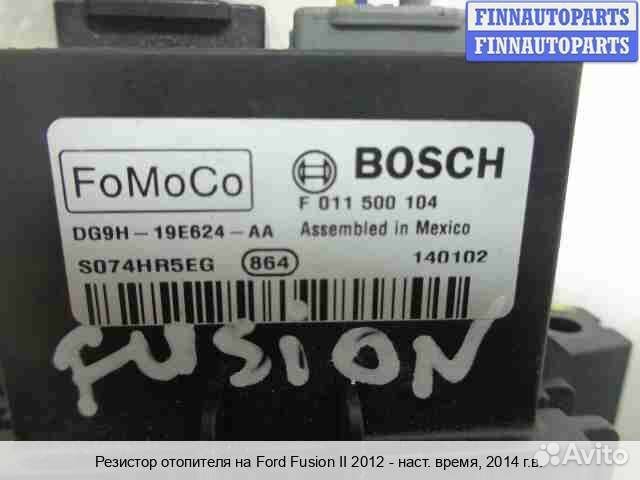 FINNAUTOPARTS
FINNAUTOPARTS
FoMoCo
BOSCH
F 011 500 104
DG9H-19E624-AA
Assembled in Mexico
S074HR5EG
864
140102
FUSION
Резистор отопителя на Ford Fusion II 2012 - наст. время, 2014 г.в.
Avito